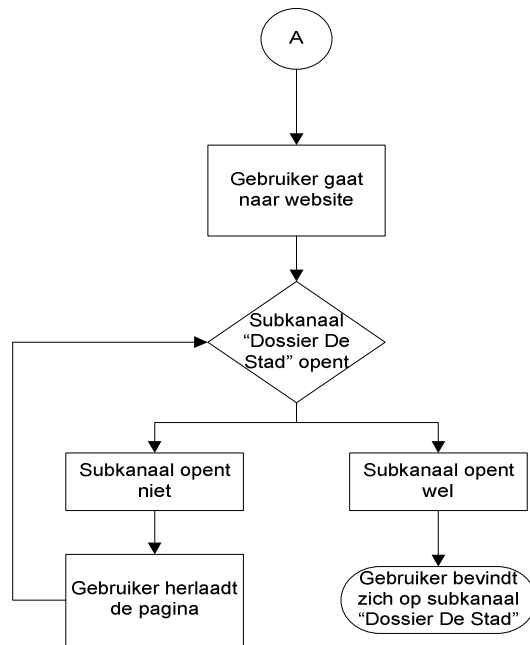 A
Gebruiker gaat
naar website
Subkanaal
“Dossier De
Stad” opent
Subkanaal opent
niet
Subkanaal opent
wel
Gebruiker herlaadt
de pagina
Gebruiker bevindt
zich op subkanaal
“Dossier De Stad”